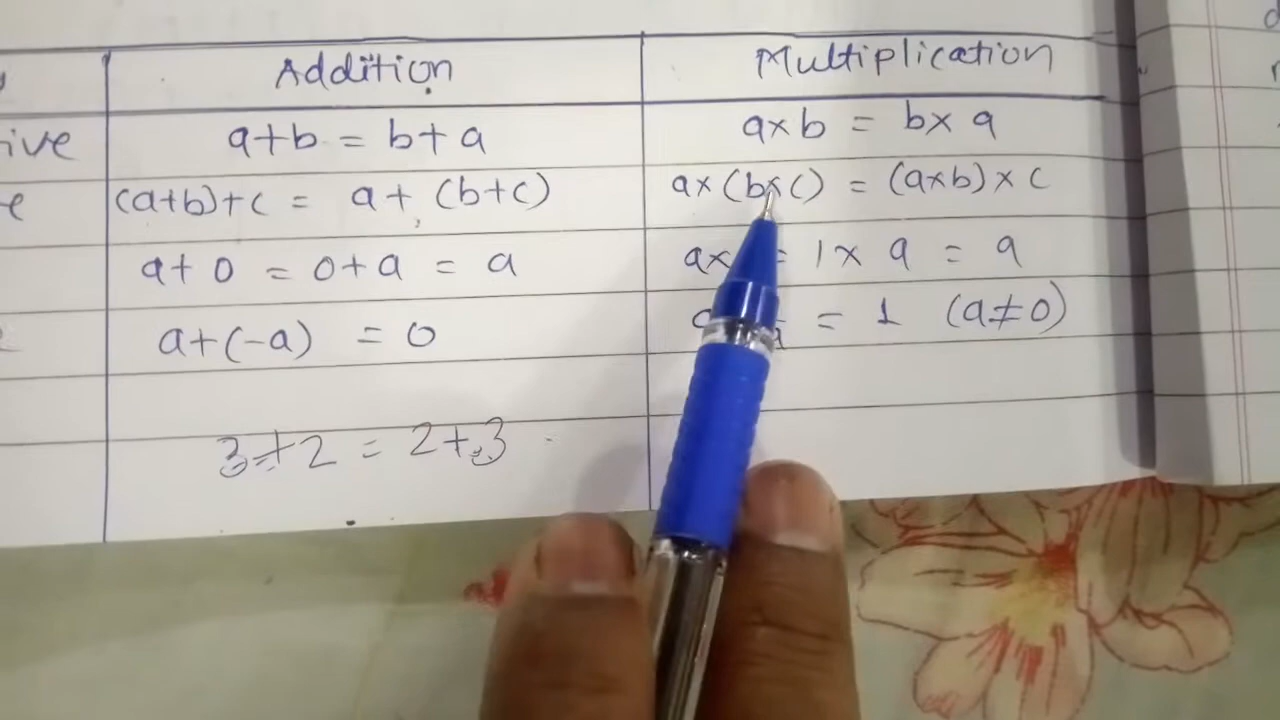 Addition Multiplication
ive a+b = b+a a×b = b×a
e (a+b)+c = a+(b+c) a×(b×c) = (a×b)×c
a+0 = 0+a = a a× = 1×a = a
a+(-a) = 0 = 1 (a≠0)
3+2 = 2+3